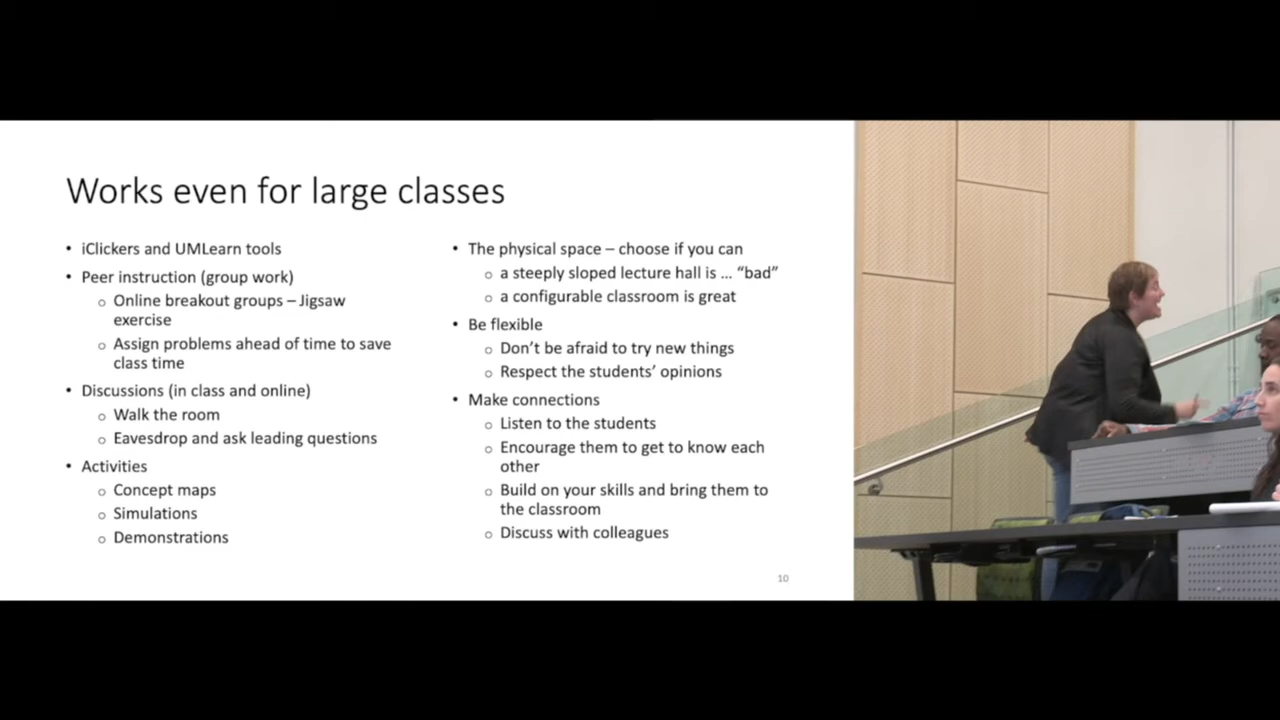 Works even for large classes
• iClickers and UMLearn tools
• Peer instruction (group work)
o Online breakout groups – Jigsaw
exercise
o Assign problems ahead of time to save
class time
• Discussions (in class and online)
o Walk the room
o Eavesdrop and ask leading questions
• Activities
o Concept maps
o Simulations
o Demonstrations
• The physical space – choose if you can
o a steeply sloped lecture hall is … “bad”
o a configurable classroom is great
• Be flexible
o Don’t be afraid to try new things
o Respect the students’ opinions
• Make connections
o Listen to the students
o Encourage them to get to know each
other
o Build on your skills and bring them to
the classroom
o Discuss with colleagues
10